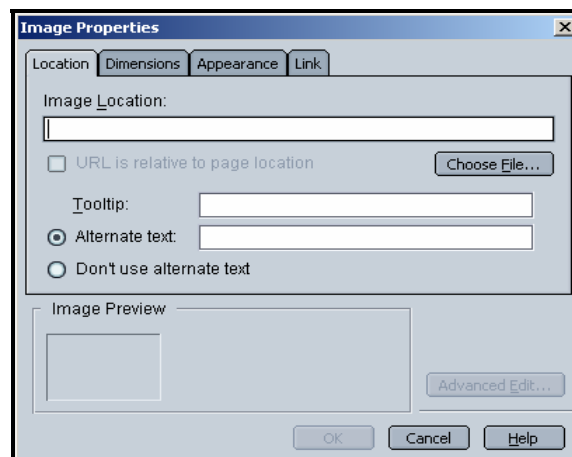 Image Properties
Location Dimensions Appearance Link
Image Location:
URL is relative to page location Choose File...
Tooltip:
Alternate text:
Don't use alternate text
Image Preview
Advanced Edit...
OK Cancel Help